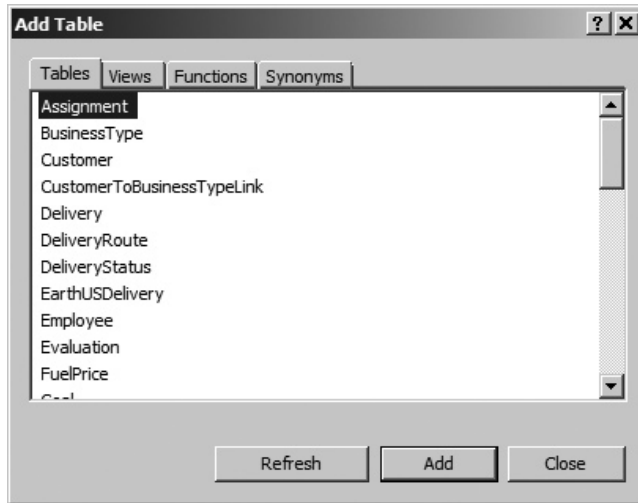 Add Table
? X
Tables Views Functions Synonyms
Assignment
BusinessType
Customer
CustomerToBusinessTypeLink
Delivery
DeliveryRoute
DeliveryStatus
EarthUSDelivery
Employee
Evaluation
FuelPrice
Refresh Add Close